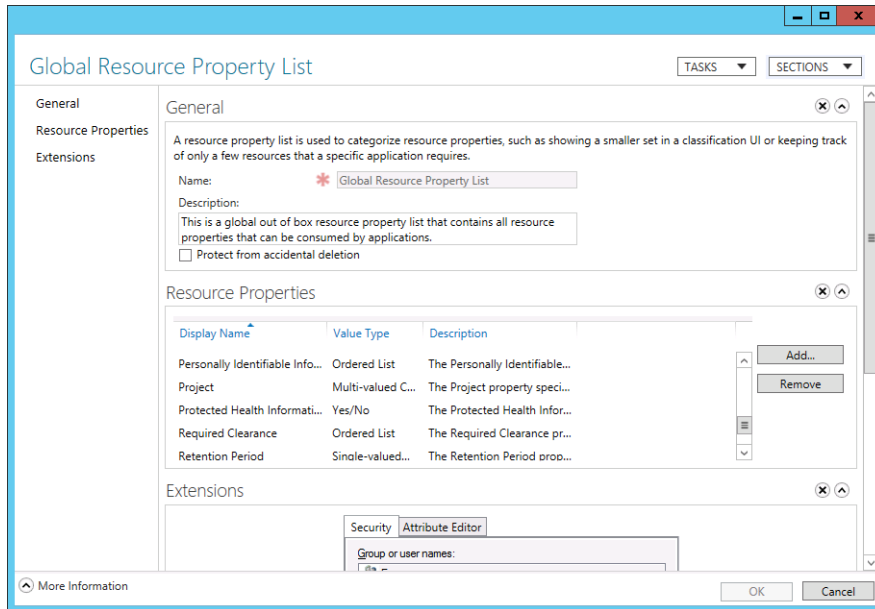 Global Resource Property List
TASKS
SECTIONS
General
Resource Properties
Extensions
General
A resource property list is used to categorize resource properties, such as showing a smaller set in a classification UI or keeping track
of only a few resources that a specific application requires.
Name: * Global Resource Property List
Description:
This is a global out of box resource property list that contains all resource
properties that can be consumed by applications.
Protect from accidental deletion
Resource Properties
Display Name Value Type Description
Personally Identifiable Info... Ordered List The Personally Identifiable...
Project Multi-valued C... The Project property speci...
Protected Health Informati... Yes/No The Protected Health Infor...
Required Clearance Ordered List The Required Clearance pr...
Retention Period Single-valued... The Retention Period prop...
Add...
Remove
Extensions
Security Attribute Editor
Group or user names:
More Information
OK
Cancel